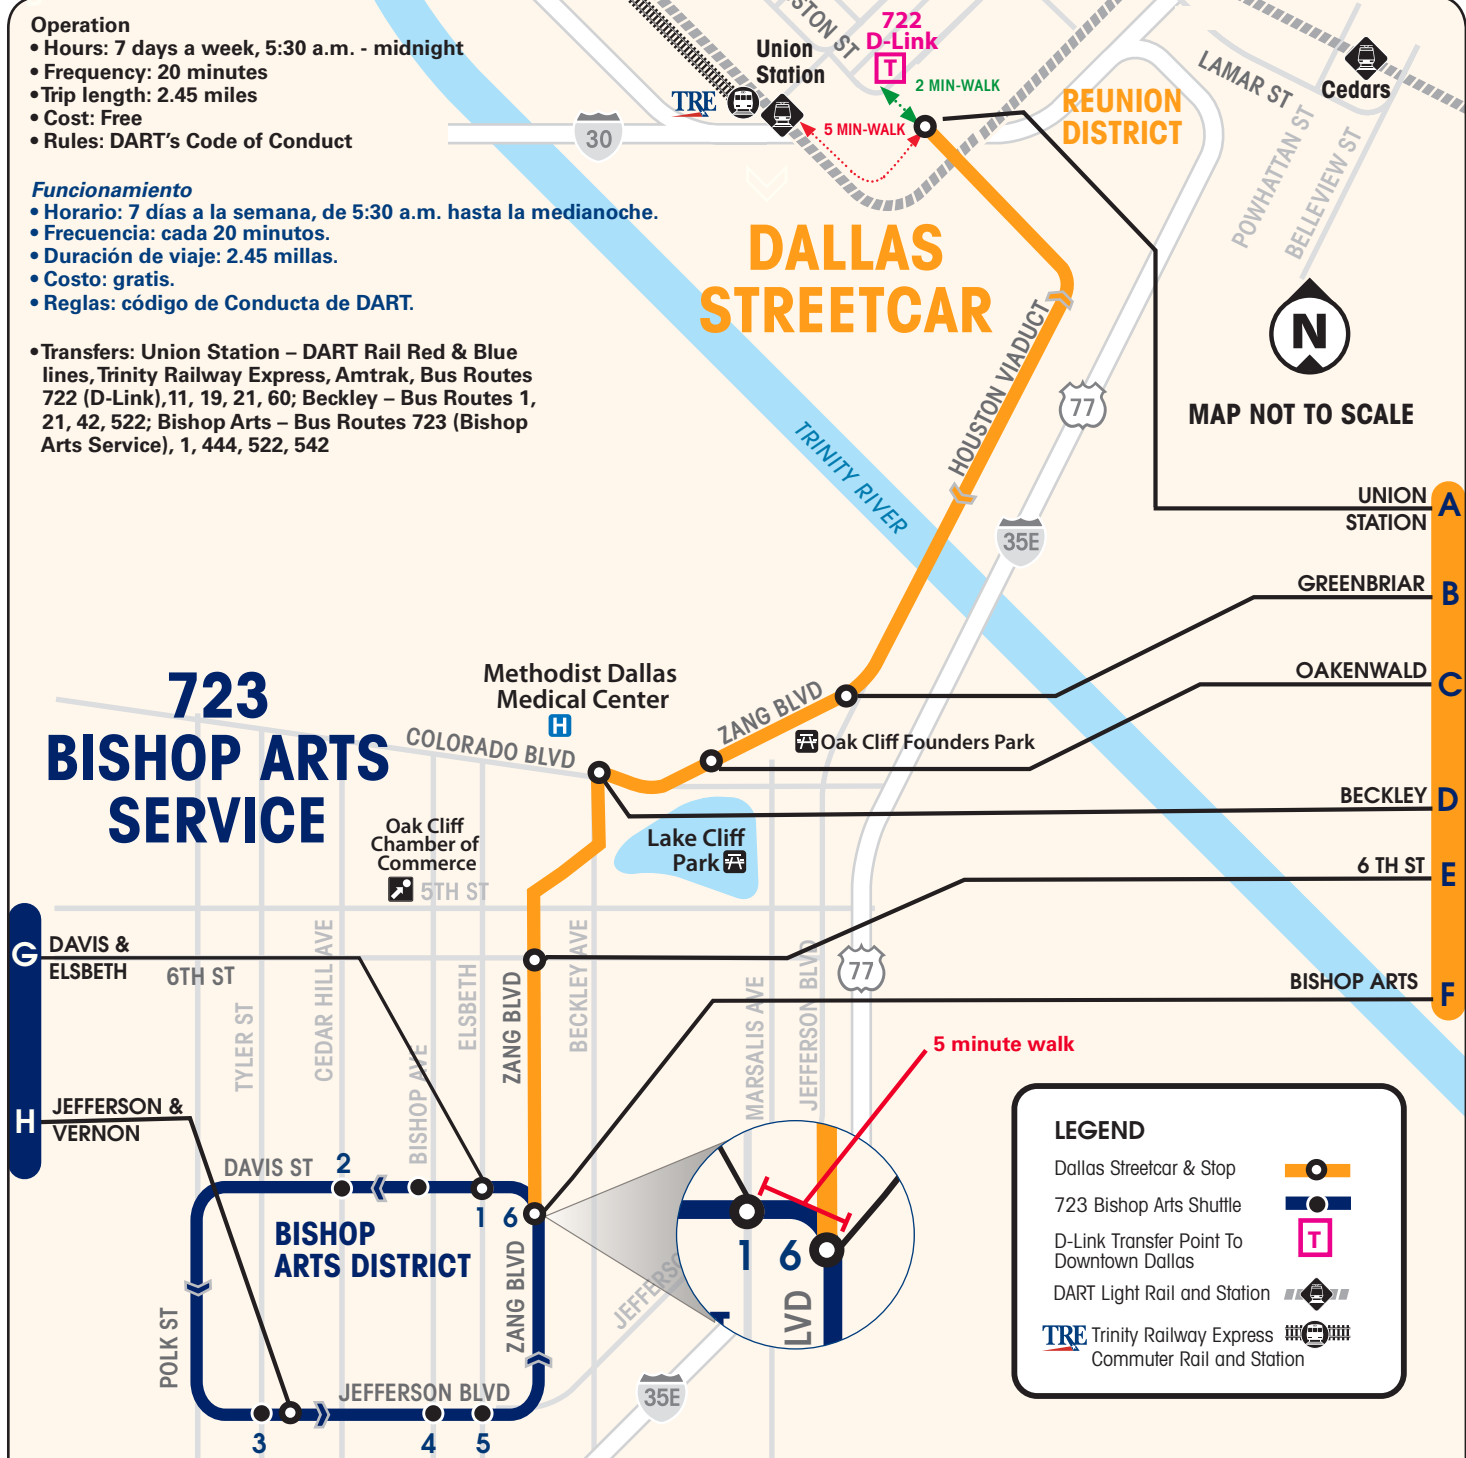 Operation
• Hours: 7 days a week, 5:30 a.m. - midnight
• Frequency: 20 minutes
• Trip length: 2.45 miles
• Cost: Free
• Rules: DART's Code of Conduct
Funcionamiento
• Horario: 7 días a la semana, de 5:30 a.m. hasta la medianoche.
• Frecuencia: cada 20 minutos.
• Duración de viaje: 2.45 millas.
• Costo: gratis.
• Reglas: código de Conducta de DART.
• Transfers: Union Station – DART Rail Red & Blue
lines, Trinity Railway Express, Amtrak, Bus Routes
722 (D-Link),11, 19, 21, 60; Beckley – Bus Routes 1,
21, 42, 522; Bishop Arts – Bus Routes 723 (Bishop
Arts Service), 1, 444, 522, 542
STON ST
722
D-Link
T
Union
Station
TRE
2 MIN-WALK
5 MIN-WALK
30
REUNION
DISTRICT
LAMAR ST
Cedars
POWHATTAN ST
BELLEVIEW ST
DALLAS
STREETCAR
N
MAP NOT TO SCALE
HOUSTON VIADUCT
77
TRINITY RIVER
35E
UNION
STATION
A
GREENBRIAR
B
OAKENWALD
C
BECKLEY
D
6 TH ST
E
BISHOP ARTS
F
723
BISHOP ARTS
SERVICE
Methodist Dallas
Medical Center
H
COLORADO BLVD
ZANG BLVD
Oak Cliff Founders Park
Lake Cliff
Park
Oak Cliff
Chamber of
Commerce
5TH ST
G
DAVIS &
ELSBETH
6TH ST
TYLER ST
CEDAR HILL AVE
BISHOP AVE
ELSBETH
ZANG BLVD
BECKLEY AVE
MARSALIS AVE
JEFFERSON BLVD
77
5 minute walk
H
JEFFERSON &
VERNON
DAVIS ST
2
1
6
BISHOP
ARTS DISTRICT
POLK ST
ZANG BLVD
JEFFERSON BLVD
3
4
5
JEFFERSO
1
6
LVD
T
35E
LEGEND
Dallas Streetcar & Stop
723 Bishop Arts Shuttle
D-Link Transfer Point To
Downtown Dallas
T
DART Light Rail and Station
TRE Trinity Railway Express
Commuter Rail and Station